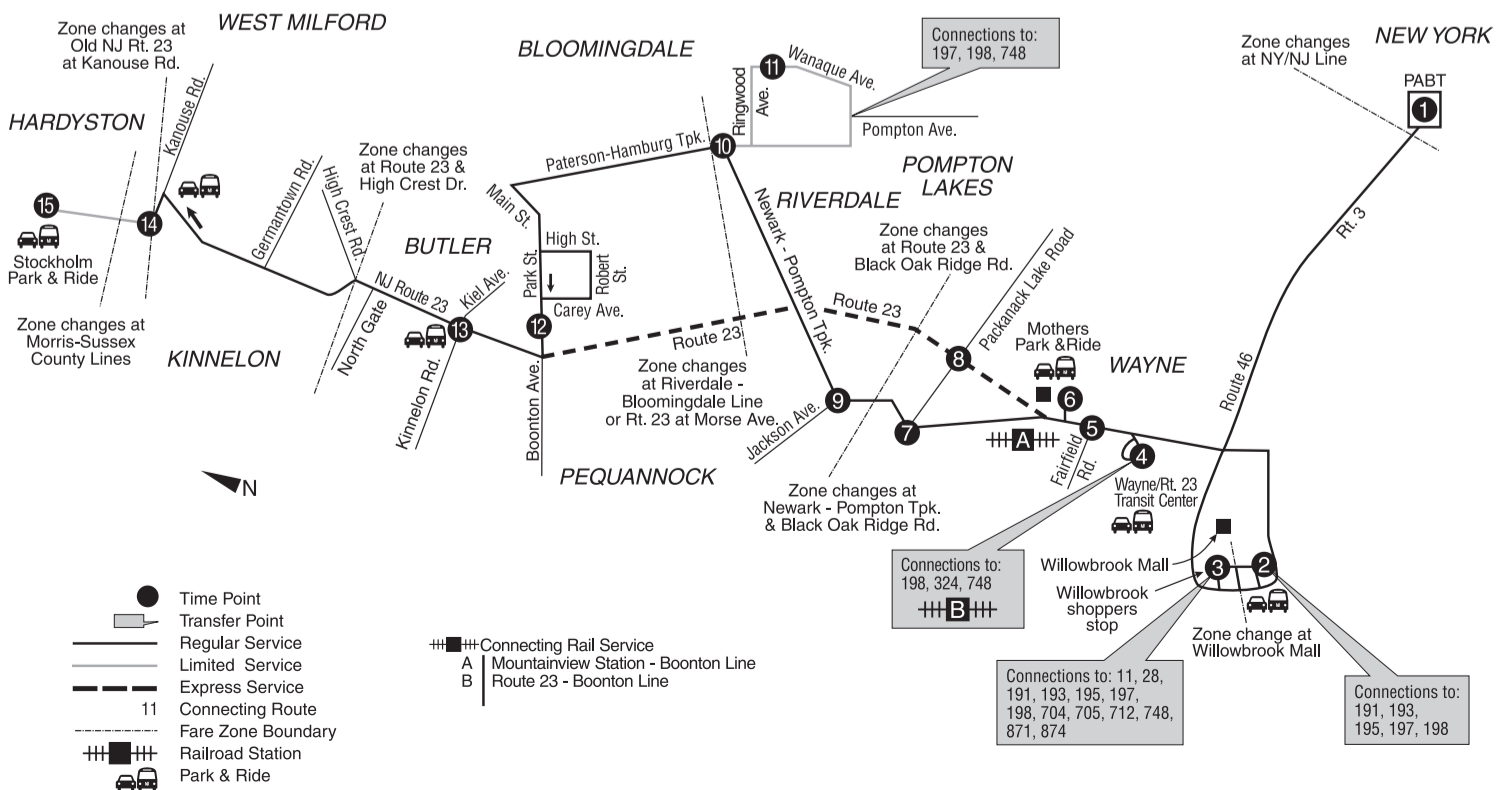 WEST MILFORD
Zone changes at
Old NJ Rt. 23
at Kanouse Rd.
BLOOMINGDALE
Connections to:
197, 198, 748
Zone changes
at NY/NJ Line
NEW YORK
PABT
1
HARDYSTON
Kanouse Rd.
Germantown Rd.
High Crest Rd.
Zone changes
at Route 23 &
High Crest Dr.
Paterson-Hamburg Tpk.
10
Ringwood
Ave.
11
Wanaque Ave.
Pompton Ave.
POMPTON
LAKES
RIVERDALE
15
Stockholm
Park & Ride
14
BUTLER
Main St.
High St.
Park St.
Robert
St.
Carey Ave.
Newark - Pompton Tpk.
Zone changes
at Route 23 &
Black Oak Ridge Rd.
Packanack Lake Road
Rt. 3
NJ Route 23
Kiel Ave.
13
12
Route 23
Route 23
8
Mothers
Park &Ride
WAYNE
Route 46
Zone changes at
Morris-Sussex
County Lines
KINNELON
North Gate
Kinnelon Rd.
Boonton Ave.
Zone changes
at Riverdale -
Bloomingdale Line
or Rt. 23 at Morse Ave.
Jackson Ave.
9
7
A
6
5
Fairfield
Rd.
4
Wayne/Rt. 23
Transit Center
N
PEQUANNOCK
Zone changes at
Newark - Pompton Tpk.
& Black Oak Ridge Rd.
Connections to:
198, 324, 748
B
Willowbrook Mall
Willowbrook
shoppers
stop
3
2
Zone change at
Willowbrook Mall
Connections to: 11, 28,
191, 193, 195, 197,
198, 704, 705, 712, 748,
871, 874
Connections to:
191, 193,
195, 197, 198
Time Point
Transfer Point
Regular Service
Limited Service
Express Service
11 Connecting Route
Fare Zone Boundary
Railroad Station
Park & Ride
Connecting Rail Service
A Mountainview Station - Boonton Line
B Route 23 - Boonton Line